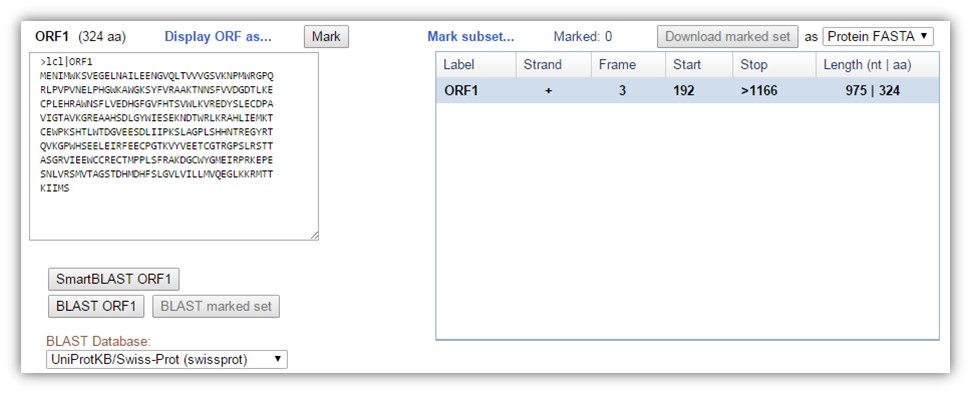 ORF1 (324 aa) Display ORF as... Mark
>lcl|ORF1
MENIMWKSVEGELNAILEENGVQLTVVVGSVKNPMWRGPQ
RLPVPVNELPHGWKAWGKSYFVRAAKTNNSFVVDGDTLKE
CPLEHRAWNSFLVEDHGFGVFHTSVWLKVREDYSLECDPA
VIGTAVKGREAAHSDLGYWIESEKNDTWRLKRAHLIEMKT
CEWPKSHTLWTDGVEESDLIIPKSLAGPLSHHNTREGYRT
QVKGPWHSEELEIRFEECPGTKVYVEETCGTRGPSLRSTT
ASGRVIEEWCCRECTMPPLSFRAKDGCWYGMEIRPRKEPE
SNLVRSMVTAGSTDHMDHFSLGVLVILLMVQEGLKKRMTT
KIIMS
SmartBLAST ORF1
BLAST ORF1 BLAST marked set
BLAST Database:
UniProtKB/Swiss-Prot (swissprot)
Mark subset... Marked: 0 Download marked set as Protein FASTA
Label Strand Frame Start Stop Length (nt | aa)
ORF1 + 3 192 >1166 975 | 324